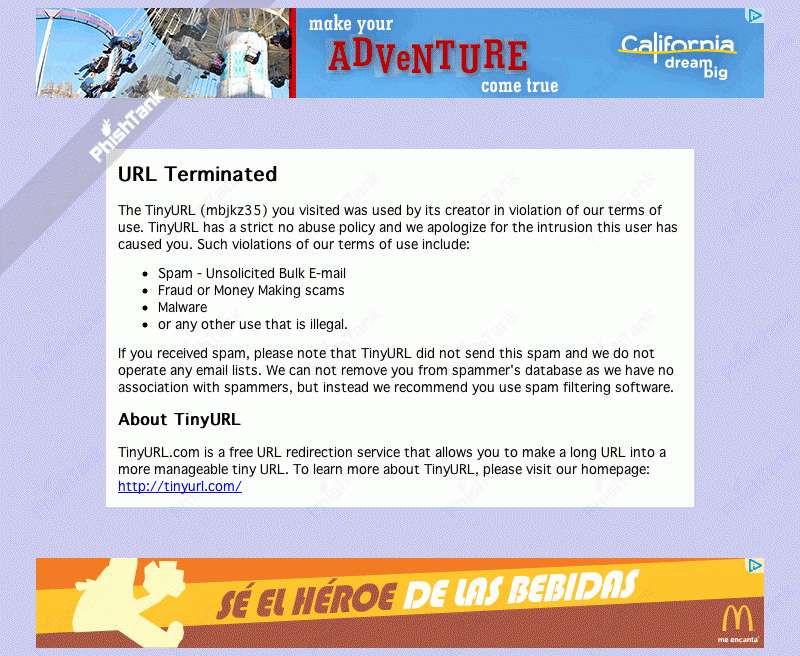 make your
ADVENTURE
come true
California
dream
big
PhishTank
URL Terminated
The TinyURL (mbjkz35) you visited was used by its creator in violation of our terms of
use. TinyURL has a strict no abuse policy and we apologize for the intrusion this user has
caused you. Such violations of our terms of use include:
• Spam - Unsolicited Bulk E-mail
• Fraud or Money Making scams
• Malware
• or any other use that is illegal.
If you received spam, please note that TinyURL did not send this spam and we do not
operate any email lists. We can not remove you from spammer's database as we have no
association with spammers, but instead we recommend you use spam filtering software.
About TinyURL
TinyURL.com is a free URL redirection service that allows you to make a long URL into a
more manageable tiny URL. To learn more about TinyURL, please visit our homepage:
http://tinyurl.com/
SÉ EL HÉROE DE LAS BEBIDAS
me encanta